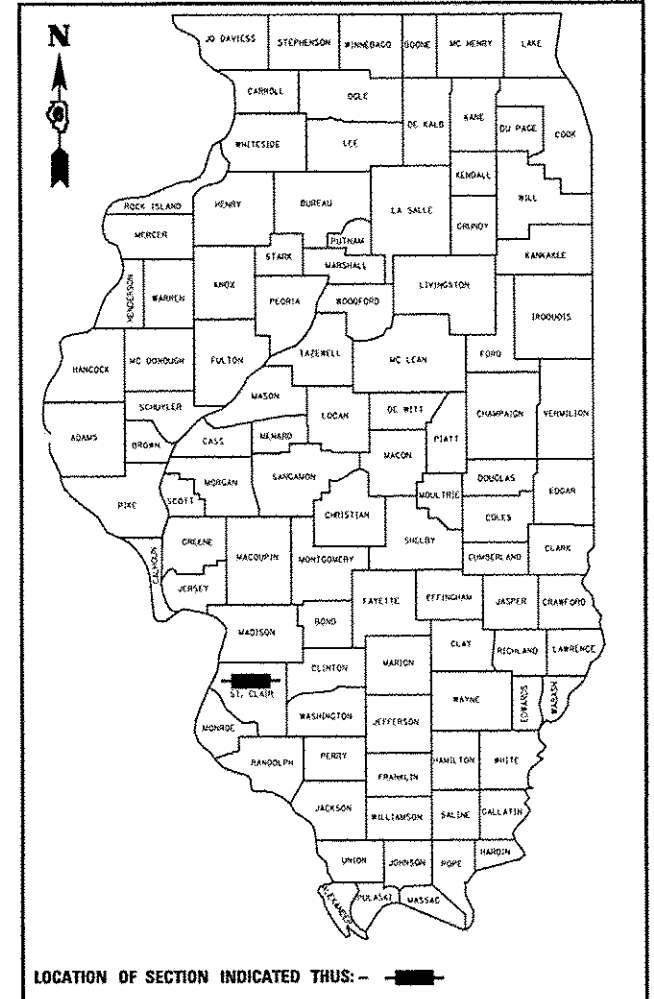 N
JO DAVIESS STEPHENSON WINNEBAGO BOONE MC HENRY LAKE
CARROLL OGLE
DE KALB KANE DU PAGE COOK
WHITESIDE LEE
KENDALL
ROCK ISLAND HENRY BUREAU LA SALLE GRUNDY WILL
MERCER PUTNAM
STARK MARSHALL KANKAKEE
HENDERSON WARREN KNOX PEORIA WOODFORD LIVINGSTON
IROQUOIS
HANCOCK MC DONOUGH FULTON TAZEWELL MC LEAN FORD
MASON
SCHUYLER LOGAN DE WITT CHAMPAIGN VERMILION
ADAMS BROWN CASS MENARD PIATT
MACON
MORGAN SANGAMON DOUGLAS
PIKE SCOTT MOULTRIE EDGAR
CHRISTIAN COLES
GREENE SHELBY
CALHOUN MACOUPIN MONTGOMERY CUMBERLAND CLARK
JERSEY
FAYETTE EFFINGHAM JASPER CRAWFORD
MADISON BOND
CLAY RICHLAND LAWRENCE
CLINTON MARION
ST. CLAIR WAYNE EDWARDS WABASH
MONROE WASHINGTON JEFFERSON
RANDOLPH PERRY HAMILTON WHITE
FRANKLIN
JACKSON WILLIAMSON SALINE GALLATIN
UNION JOHNSON POPE HARDIN
ALEXANDER PULASKI MASSAC
LOCATION OF SECTION INDICATED THUS:-